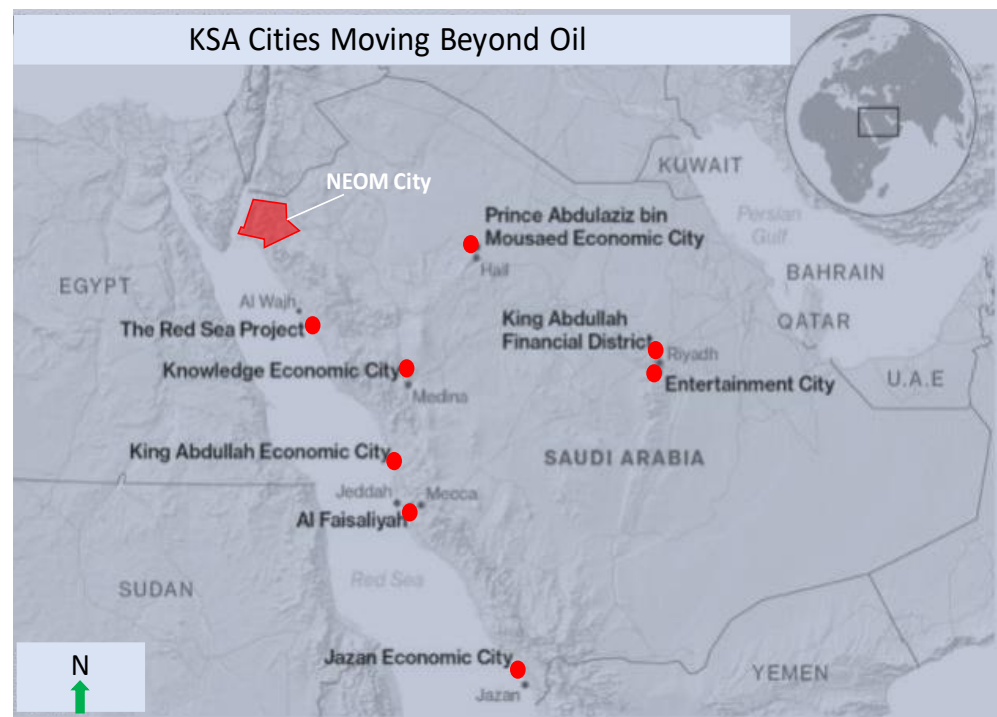 KSA Cities Moving Beyond Oil
KUWAIT
NEOM City
Prince Abdulaziz bin
Mousaed Economic City
Persian
Gulf
Hail
BAHRAIN
EGYPT
Al Wajh
The Red Sea Project
King Abdullah
Financial District
QATAR
Riyadh
Knowledge Economic City
Medina
Entertainment City
U.A.E
King Abdullah Economic City
SAUDI ARABIA
Jeddah
Mecca
Al Faisaliyah
Red Sea
SUDAN
Jazan Economic City
Jazan
YEMEN
N